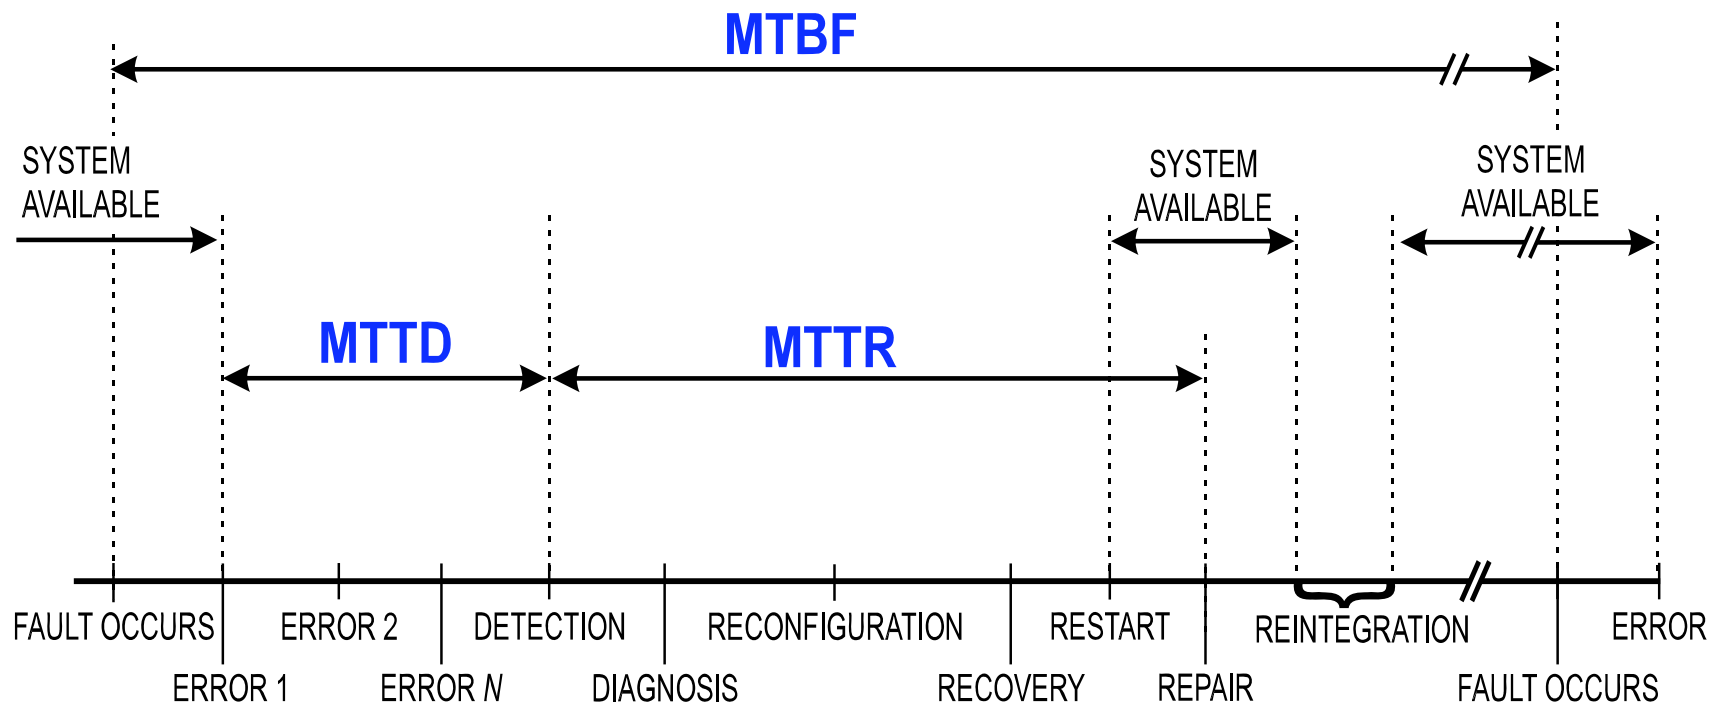 MTBF
SYSTEM
AVAILABLE
SYSTEM
AVAILABLE
SYSTEM
AVAILABLE
MTTD
MTTR
FAULT OCCURS
ERROR 1
ERROR 2
ERROR N
DETECTION
DIAGNOSIS
RECONFIGURATION
RECOVERY
RESTART
REPAIR
REINTEGRATION
FAULT OCCURS
ERROR